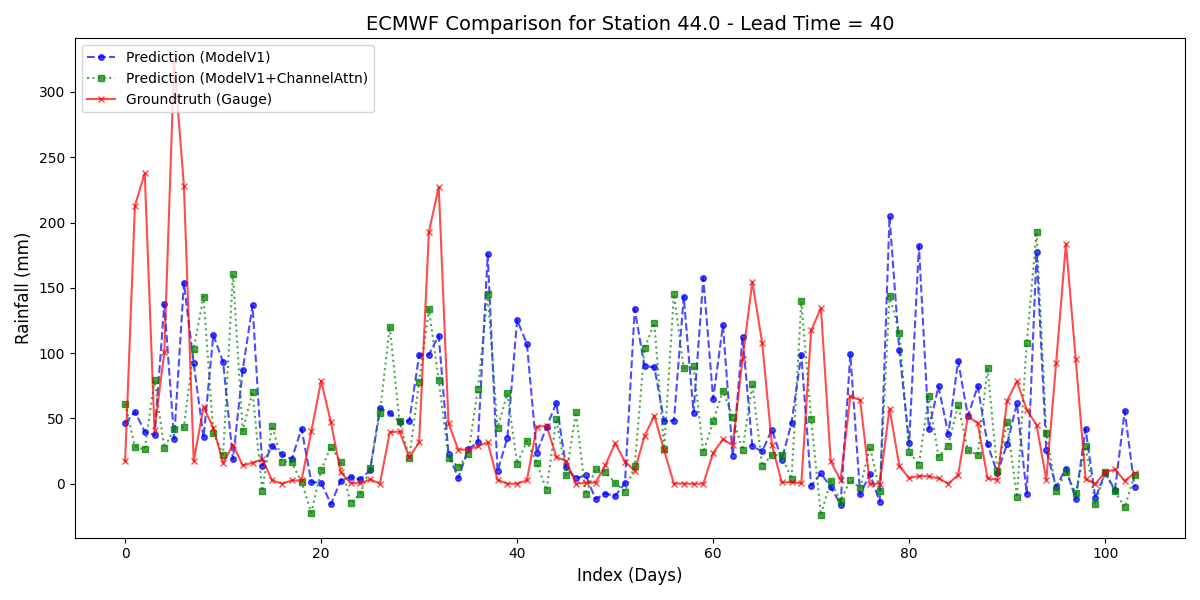 ECMWF Comparison for Station 44.0 - Lead Time = 40
Prediction (ModelV1)
Prediction (ModelV1+ChannelAttn)
Groundtruth (Gauge)
Rainfall (mm)
300
250
200
150
100
50
0
0 20 40 60 80 100
Index (Days)